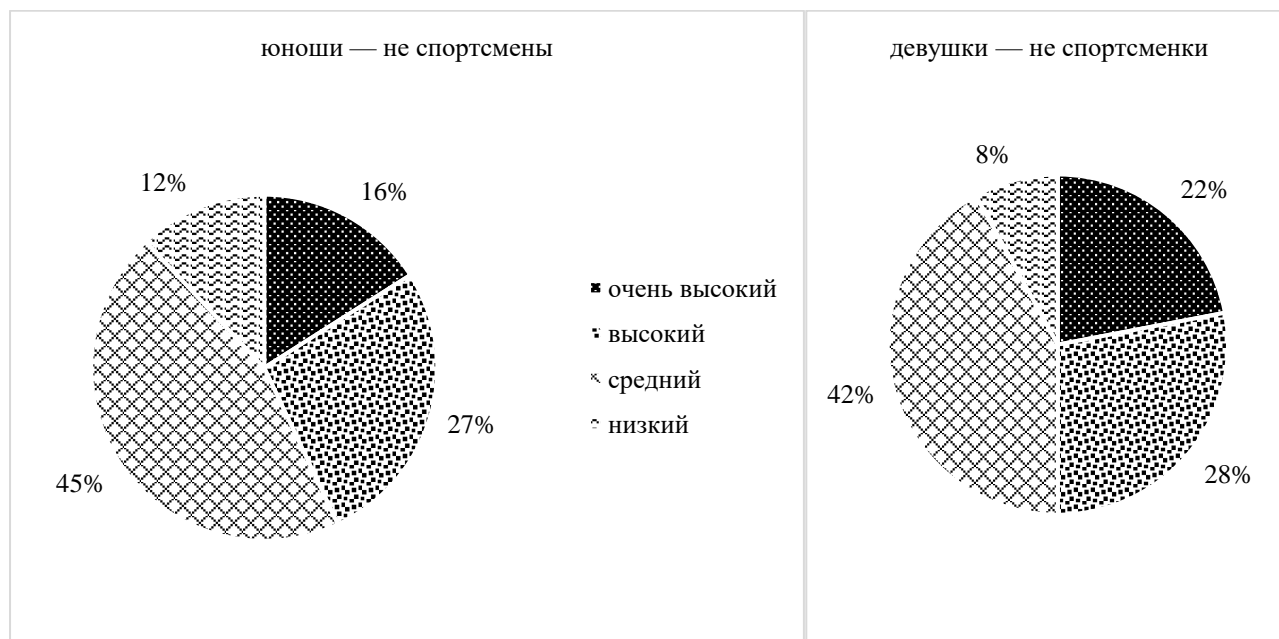 юноши — не спортсмены
12%
16%
45%
27%
очень высокий
высокий
средний
низкий
девушки — не спортсменки
8%
22%
42%
28%